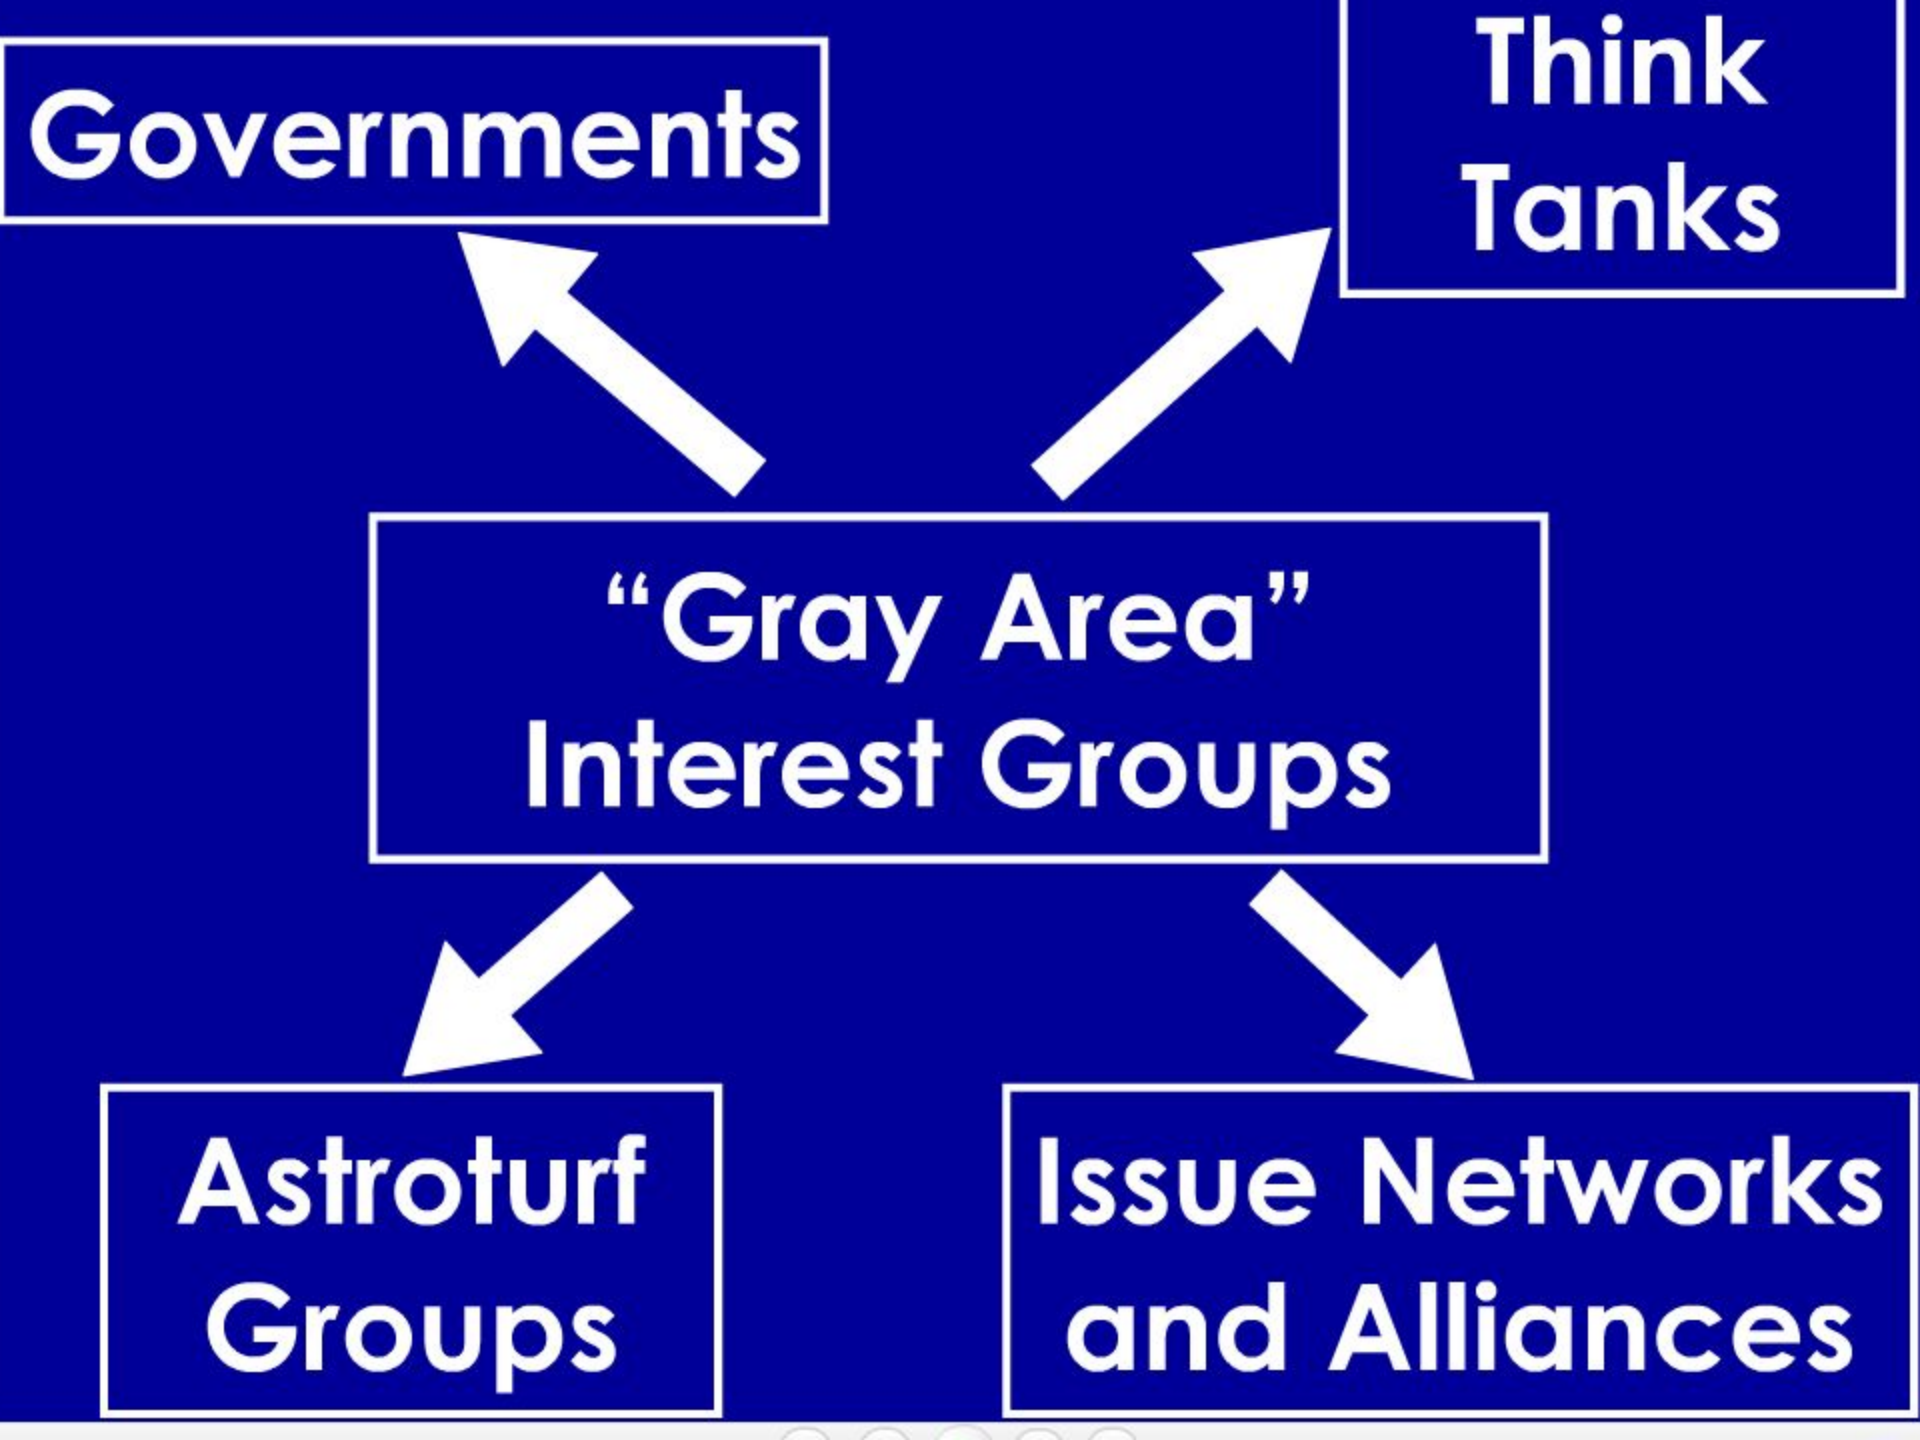 Governments
Think
Tanks
“Gray Area”
Interest Groups
Astroturf
Groups
Issue Networks
and Alliances